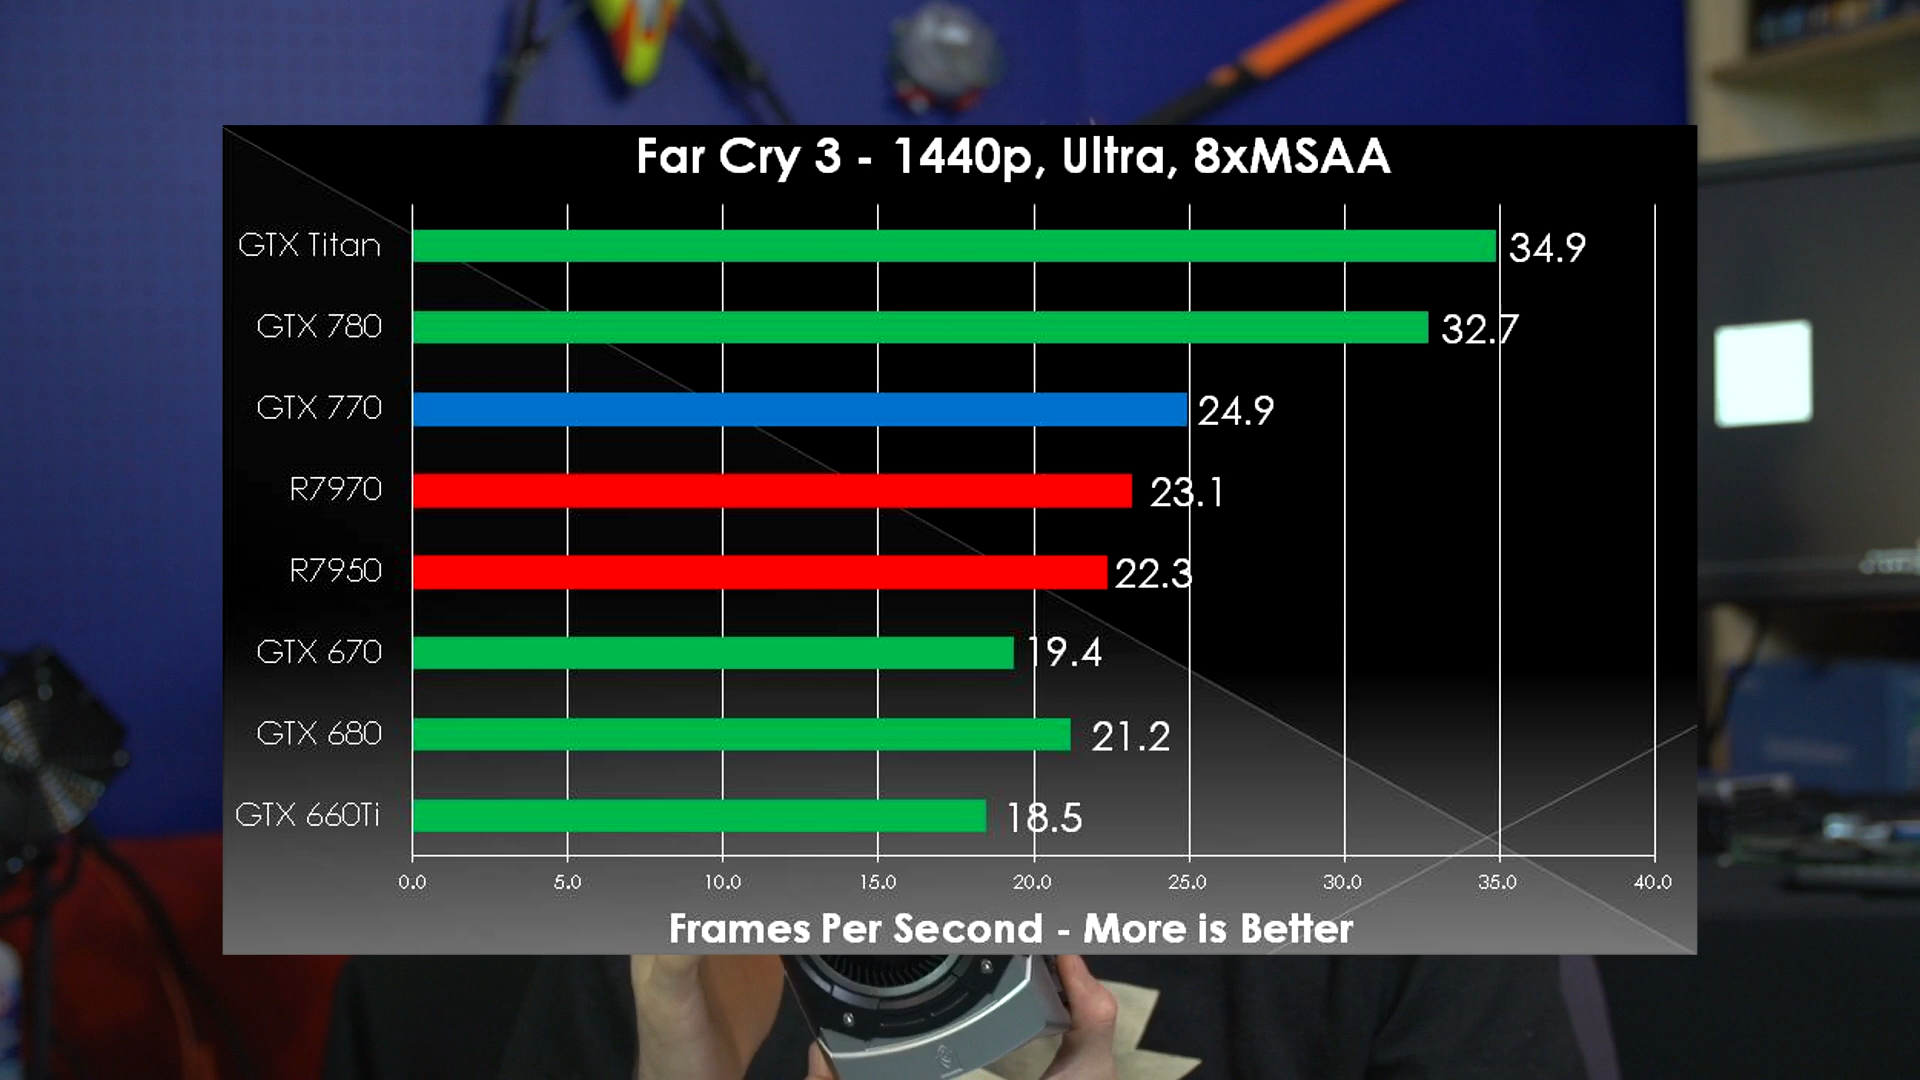 Far Cry 3 - 1440p, Ultra, 8xMSAA
GTX Titan 34.9
GTX 780 32.7
GTX 770 24.9
R7970 23.1
R7950 22.3
GTX 670 19.4
GTX 680 21.2
GTX 660Ti 18.5
0.0 5.0 10.0 15.0 20.0 25.0 30.0 35.0 40.0
Frames Per Second - More is Better